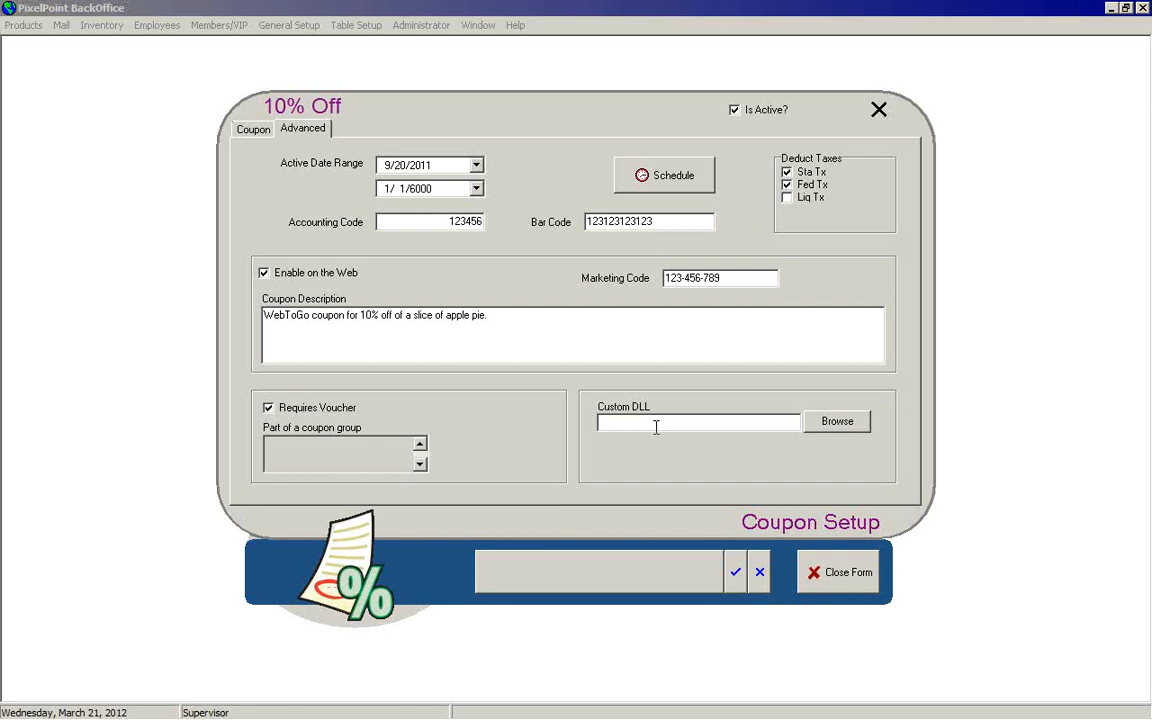 PixelPoint BackOffice
Products Mail Inventory Employees Members/VIP General Setup Table Setup Administrator Window Help
10% Off
Is Active?
Coupon Advanced
Active Date Range 9/20/2011
1/ 1/6000
Schedule
Deduct Taxes
Sta Tx
Fed Tx
Liq Tx
Accounting Code 123456 Bar Code 123123123123
Enable on the Web Marketing Code 123-456-789
Coupon Description
WebToGo coupon for 10% off of a slice of apple pie.
Requires Voucher
Part of a coupon group
Custom DLL
Browse
Coupon Setup
%
Close Form
Wednesday, March 21, 2012 Supervisor